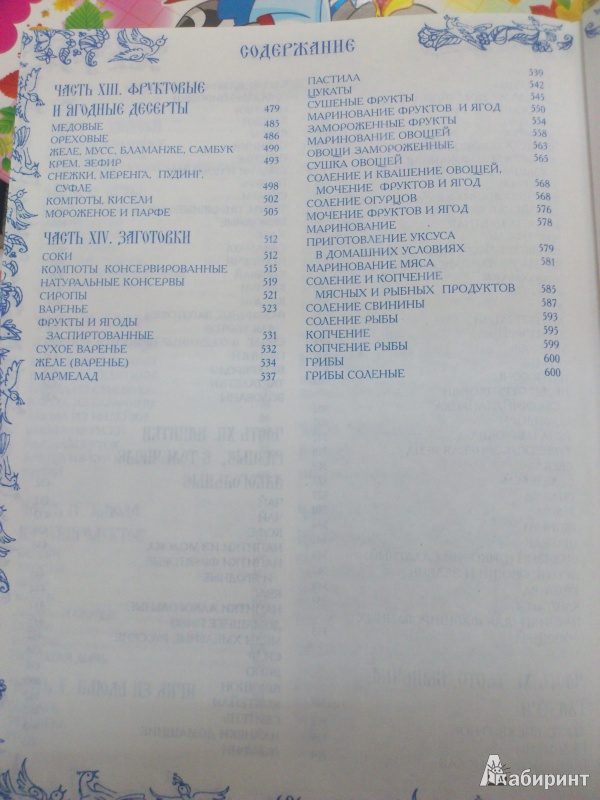 СОДЕРЖАНИЕ
ЧАСТЬ XIII. ФРУКТОВЫЕ
И ЯГОДНЫЕ ДЕСЕРТЫ 479
МЕДОВЫЕ 485
ОРЕХОВЫЕ 486
ЖЕЛЕ, МУСС, БЛАМАНЖЕ, САМБУК 490
КРЕМ, ЗЕФИР 493
СНЕЖКИ, МЕРЕНГА, ПУДИНГ,
СУФЛЕ 498
КОМПОТЫ, КИСЕЛИ 502
МОРОЖЕНОЕ И ПАРФЕ 505
ЧАСТЬ XIV. ЗАГОТОВКИ 512
СОКИ 512
КОМПОТЫ КОНСЕРВИРОВАННЫЕ 515
НАТУРАЛЬНЫЕ КОНСЕРВЫ 519
СИРОПЫ 521
ВАРЕНЬЕ 523
ФРУКТЫ И ЯГОДЫ
ЗАСПИРТОВАННЫЕ 531
СУХОЕ ВАРЕНЬЕ 532
ЖЕЛЕ (ВАРЕНЬЕ) 534
МАРМЕЛАД 537
ПАСТИЛА 539
ЦУКАТЫ 542
СУШЕНЫЕ ФРУКТЫ 545
МАРИНОВАНИЕ ФРУКТОВ И ЯГОД 550
ЗАМОРОЖЕННЫЕ ФРУКТЫ 554
МАРИНОВАНИЕ ОВОЩЕЙ 558
ОВОЩИ ЗАМОРОЖЕННЫЕ 563
СУШКА ОВОЩЕЙ 565
СОЛЕНИЕ И КВАШЕНИЕ ОВОЩЕЙ,
МОЧЕНИЕ ФРУКТОВ И ЯГОД 568
СОЛЕНИЕ ОГУРЦОВ 568
МОЧЕНИЕ ФРУКТОВ И ЯГОД 576
МАРИНОВАНИЕ 578
ПРИГОТОВЛЕНИЕ УКСУСА
В ДОМАШНИХ УСЛОВИЯХ 579
МАРИНОВАНИЕ МЯСА 581
СОЛЕНИЕ И КОПЧЕНИЕ
МЯСНЫХ И РЫБНЫХ ПРОДУКТОВ 585
СОЛЕНИЕ СВИНИНЫ 587
СОЛЕНИЕ РЫБЫ 593
КОПЧЕНИЕ 595
КОПЧЕНИЕ РЫБЫ 599
ГРИБЫ 600
ГРИБЫ СОЛЕНЫЕ 600
Лабиринт